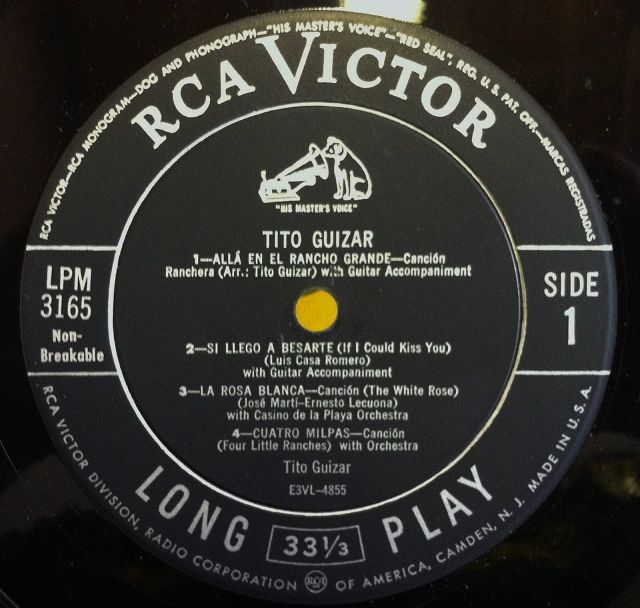 RCA VICTOR—RCA MONOGRAM—DOG AND PHONOGRAPH—"HIS MASTER'S VOICE"—"RED SEAL", REG. U.S. PAT. OFF.—MARCAS REGISTRADAS
RCA VICTOR
"HIS MASTER'S VOICE"
TITO GUIZAR
1—ALLÁ EN EL RANCHO GRANDE—Canción
Ranchera (Arr.: Tito Guizar) with Guitar Accompaniment
LPM
3165
Non-
Breakable
SIDE
1
2—SI LLEGO A BESARTE (If I Could Kiss You)
(Luis Casa Romero)
with Guitar Accompaniment
3—LA ROSA BLANCA—Canción (The White Rose)
(José Martí-Ernesto Lecuona)
with Casino de la Playa Orchestra
4—CUATRO MILPAS—Canción
(Four Little Ranches) with Orchestra
Tito Guizar
E3VL-4855
LONG 33⅓ PLAY
RCA VICTOR DIVISION, RADIO CORPORATION RCA OF AMERICA, CAMDEN, N. J. MADE IN U.S.A.